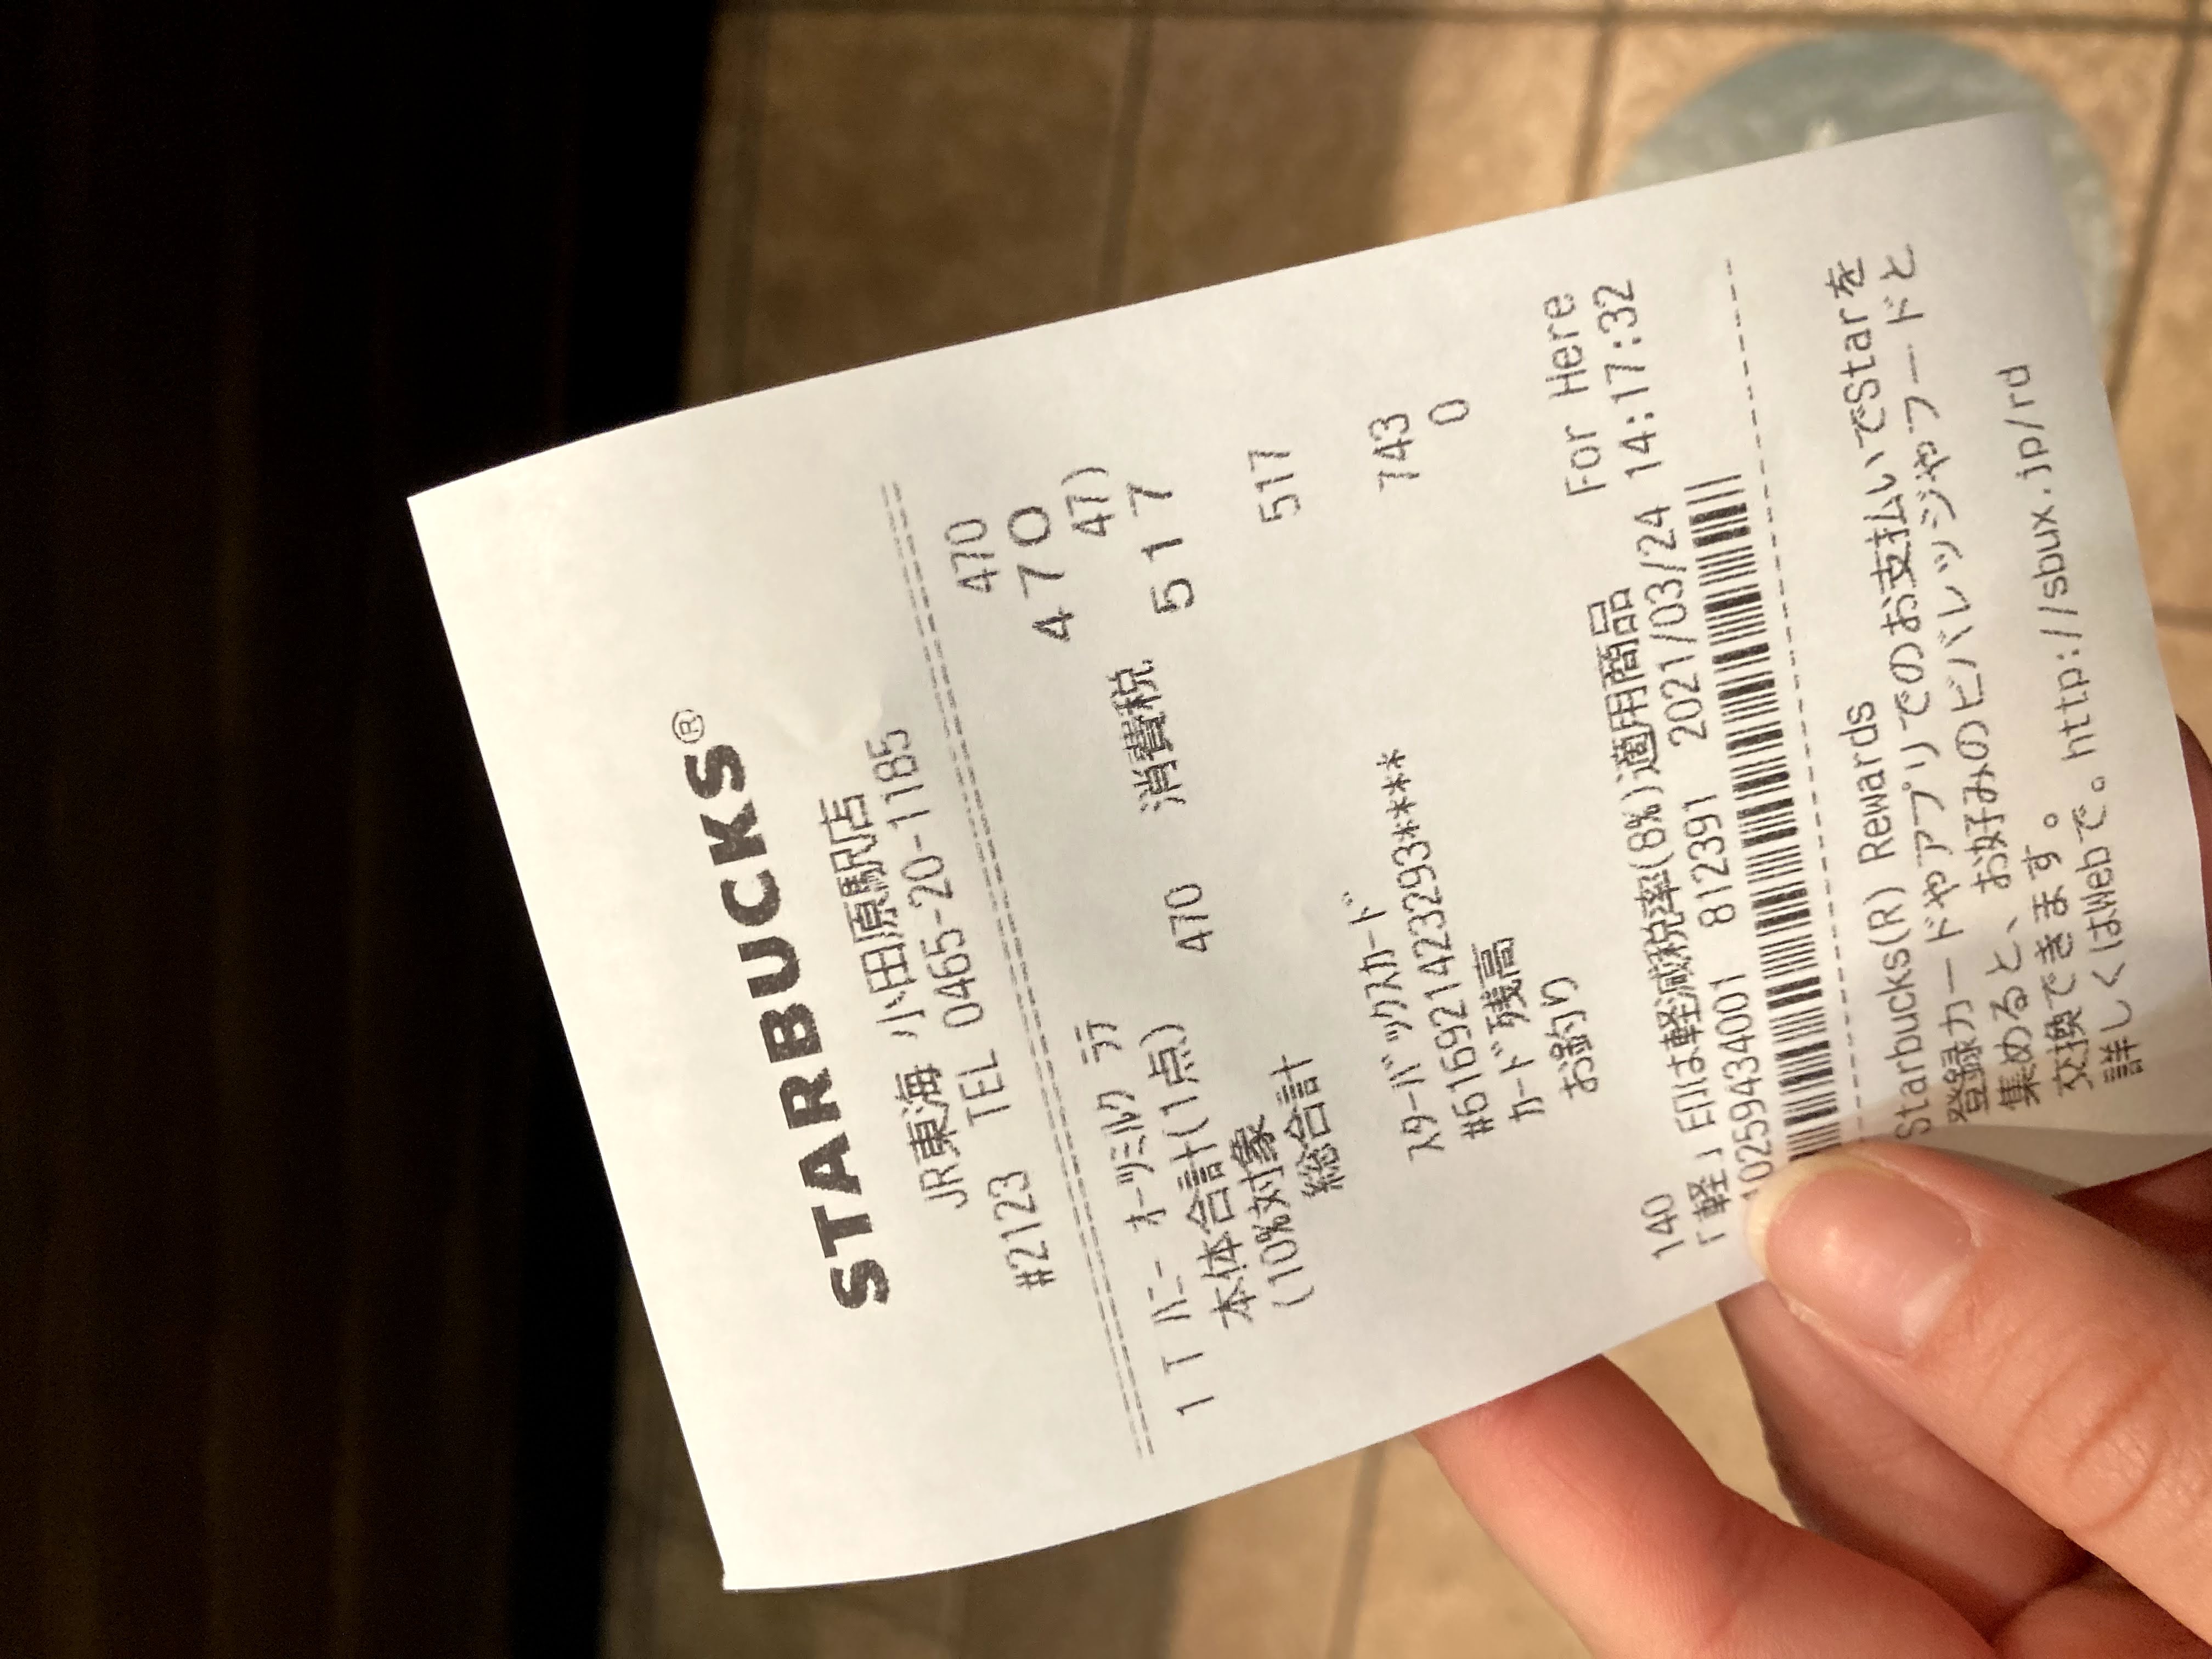 STARBUCKS®
JR東海 小田原駅店
#2123 TEL 0465-20-1185
1 T ﾊﾆｰ ｵｰﾂﾐﾙｸ ﾗﾃ 470
本体合計(1点) 470
(10%対象 470 消費税 47)
総合計 517
ｽﾀｰﾊﾞｯｸｽｶｰﾄﾞ 517
#616921423293****
ｶｰﾄﾞ残高 743
お釣り 0
140 For Here
「軽」印は軽減税率(8%)適用商品
10259434001 812391 2021/03/24 14:17:32
Starbucks(R) Rewards
登録カードやアプリでのお支払いでStarを
集めると、お好みのビバレッジやフードと
交換できます。
詳しくはWebで。http://sbux.jp/rd